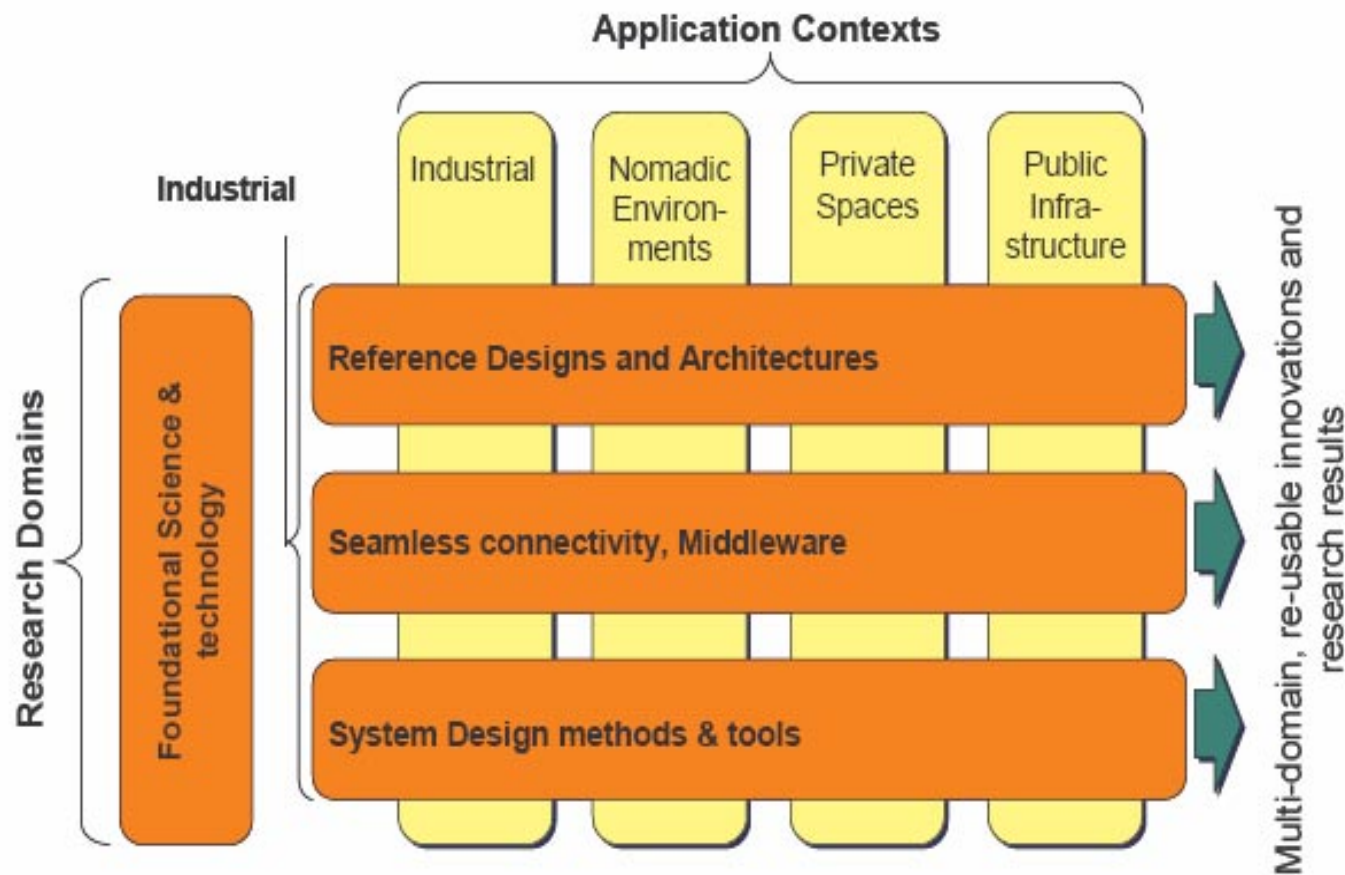 Application Contexts
Industrial
Industrial
Nomadic
Environ-
ments
Private
Spaces
Public
Infra-
structure
Research Domains
Foundational Science &
technology
Reference Designs and Architectures
Seamless connectivity, Middleware
System Design methods & tools
Multi-domain, re-usable innovations and
research results